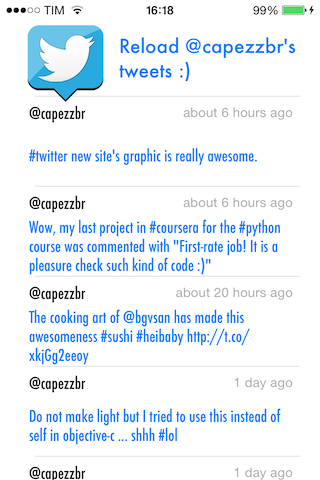 TIM 16:18 99%
Reload @capezzbr's
tweets :)
@capezzbr about 6 hours ago
#twitter new site's graphic is really awesome.
@capezzbr about 6 hours ago
Wow, my last project in #coursera for the #python
course was commented with "First-rate job! It is a
pleasure check such kind of code :)"
@capezzbr about 20 hours ago
The cooking art of @bgvsan has made this
awesomeness #sushi #heibaby http://t.co/
xkjGg2eeoy
@capezzbr 1 day ago
Do not make light but I tried to use this instead of
self in objective-c ... shhh #lol
@capezzbr 1 day ago